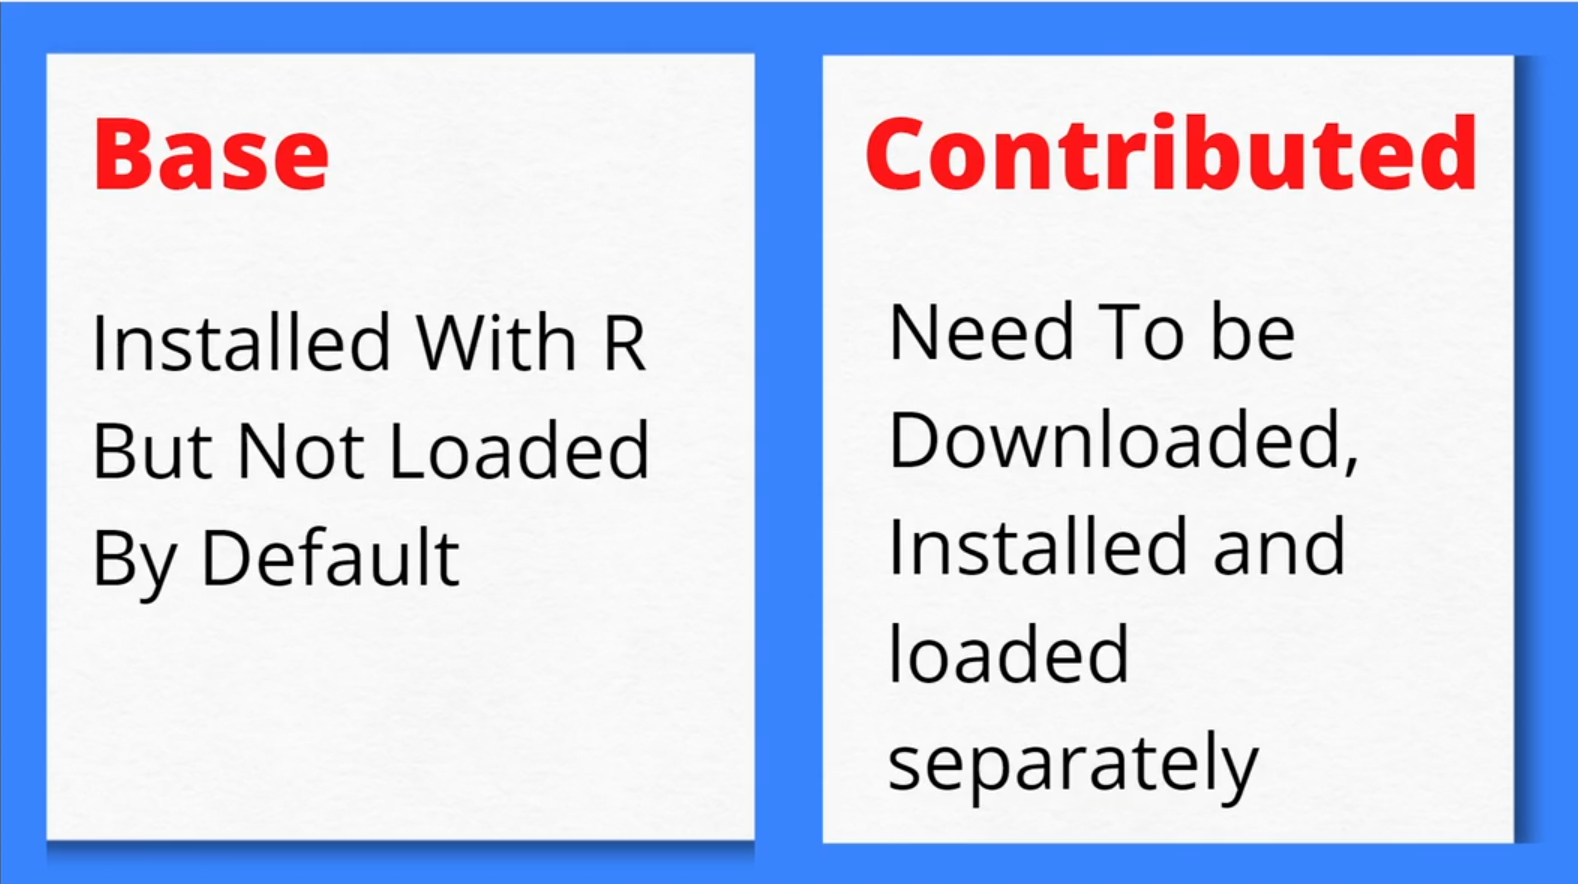 Base
Installed With R
But Not Loaded
By Default
Contributed
Need To be
Downloaded,
Installed and
loaded
separately